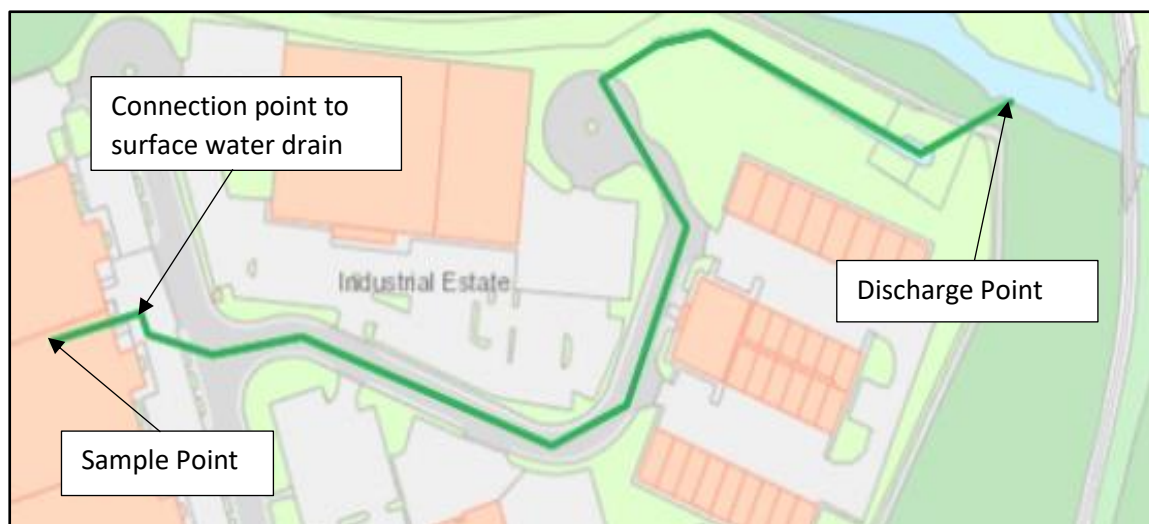 Connection point to
surface water drain
Industrial Estate
Discharge Point
Sample Point